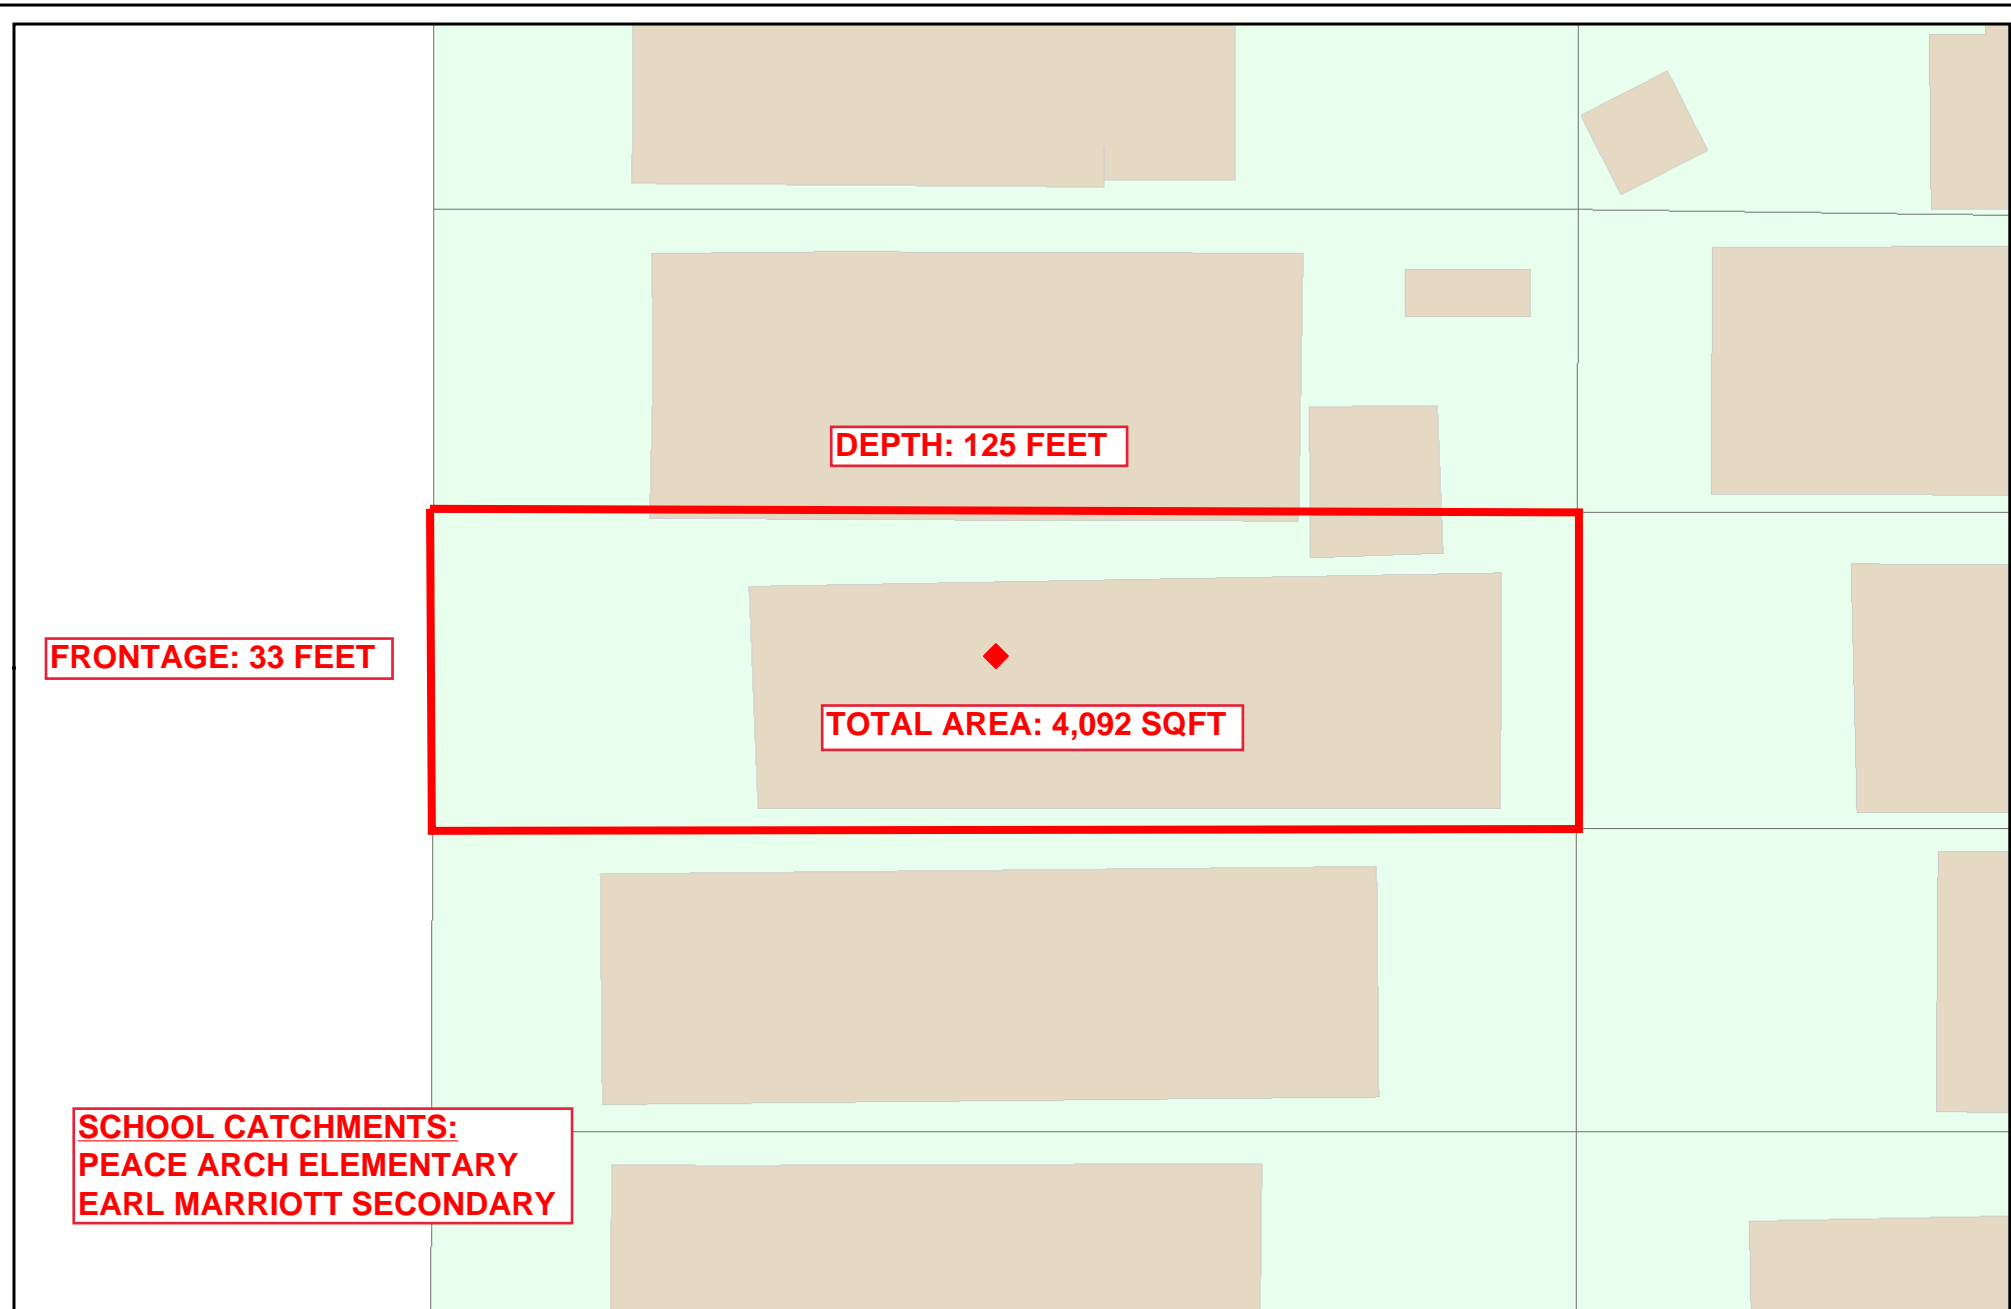 DEPTH: 125 FEET
FRONTAGE: 33 FEET
TOTAL AREA: 4,092 SQFT
SCHOOL CATCHMENTS:
PEACE ARCH ELEMENTARY
EARL MARRIOTT SECONDARY